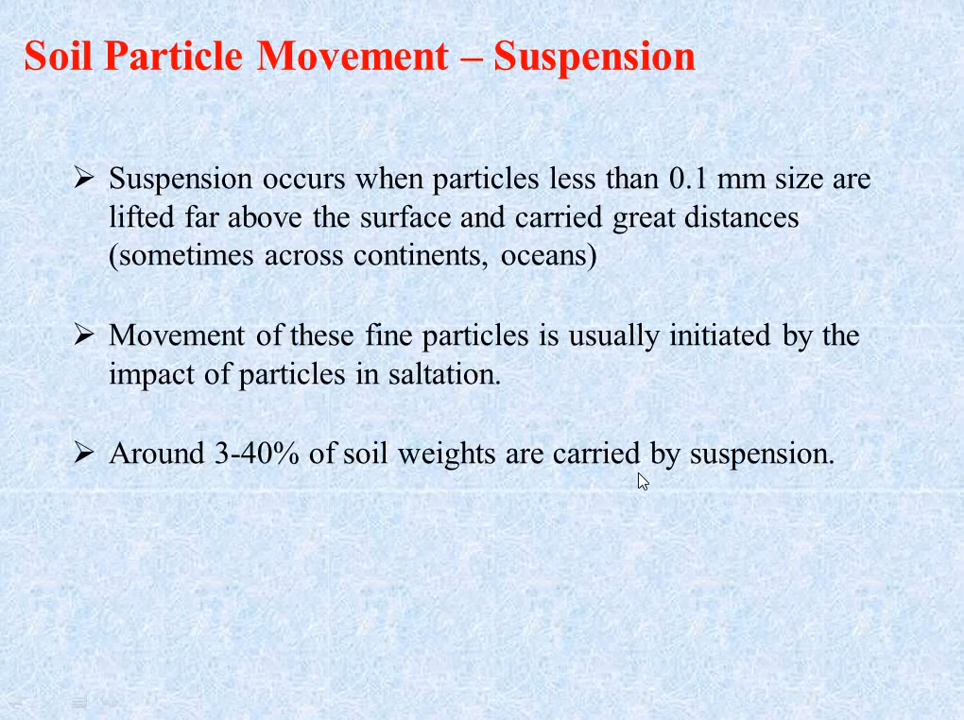 Soil Particle Movement – Suspension
➢ Suspension occurs when particles less than 0.1 mm size are
lifted far above the surface and carried great distances
(sometimes across continents, oceans)
➢ Movement of these fine particles is usually initiated by the
impact of particles in saltation.
➢ Around 3-40% of soil weights are carried by suspension.